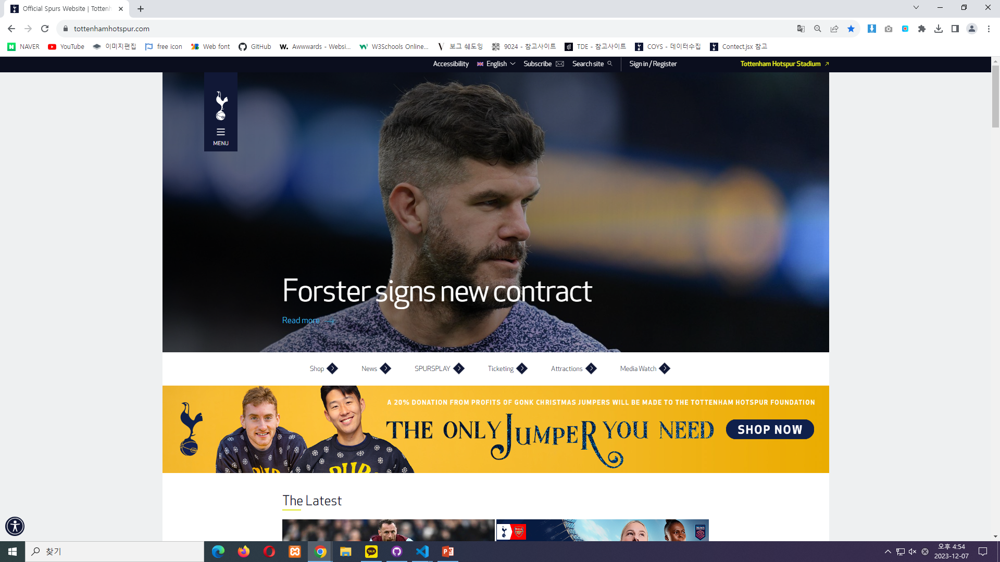 Official Spurs Website | Tottenh
tottenhamhotspur.com
NAVER YouTube 이미지편집 free icon Web font GitHub Awwwards - Websi... W3Schools Online... 보그 쉐도잉 9024 - 참고사이트 TDE - 참고사이트 COYS - 데이터수집 Contect.jsx 참고
Accessibility English Subscribe Search site Sign in / Register Tottenham Hotspur Stadium
MENU
Forster signs new contract
Read more
Shop News SPURSPLAY Ticketing Attractions Media Watch
A 20% DONATION FROM PROFITS OF GONK CHRISTMAS JUMPERS WILL BE MADE TO THE TOTTENHAM HOTSPUR FOUNDATION
THE ONLY JUMPER YOU NEED
SHOP NOW
The Latest
찾기
오후 4:54
2023-12-07